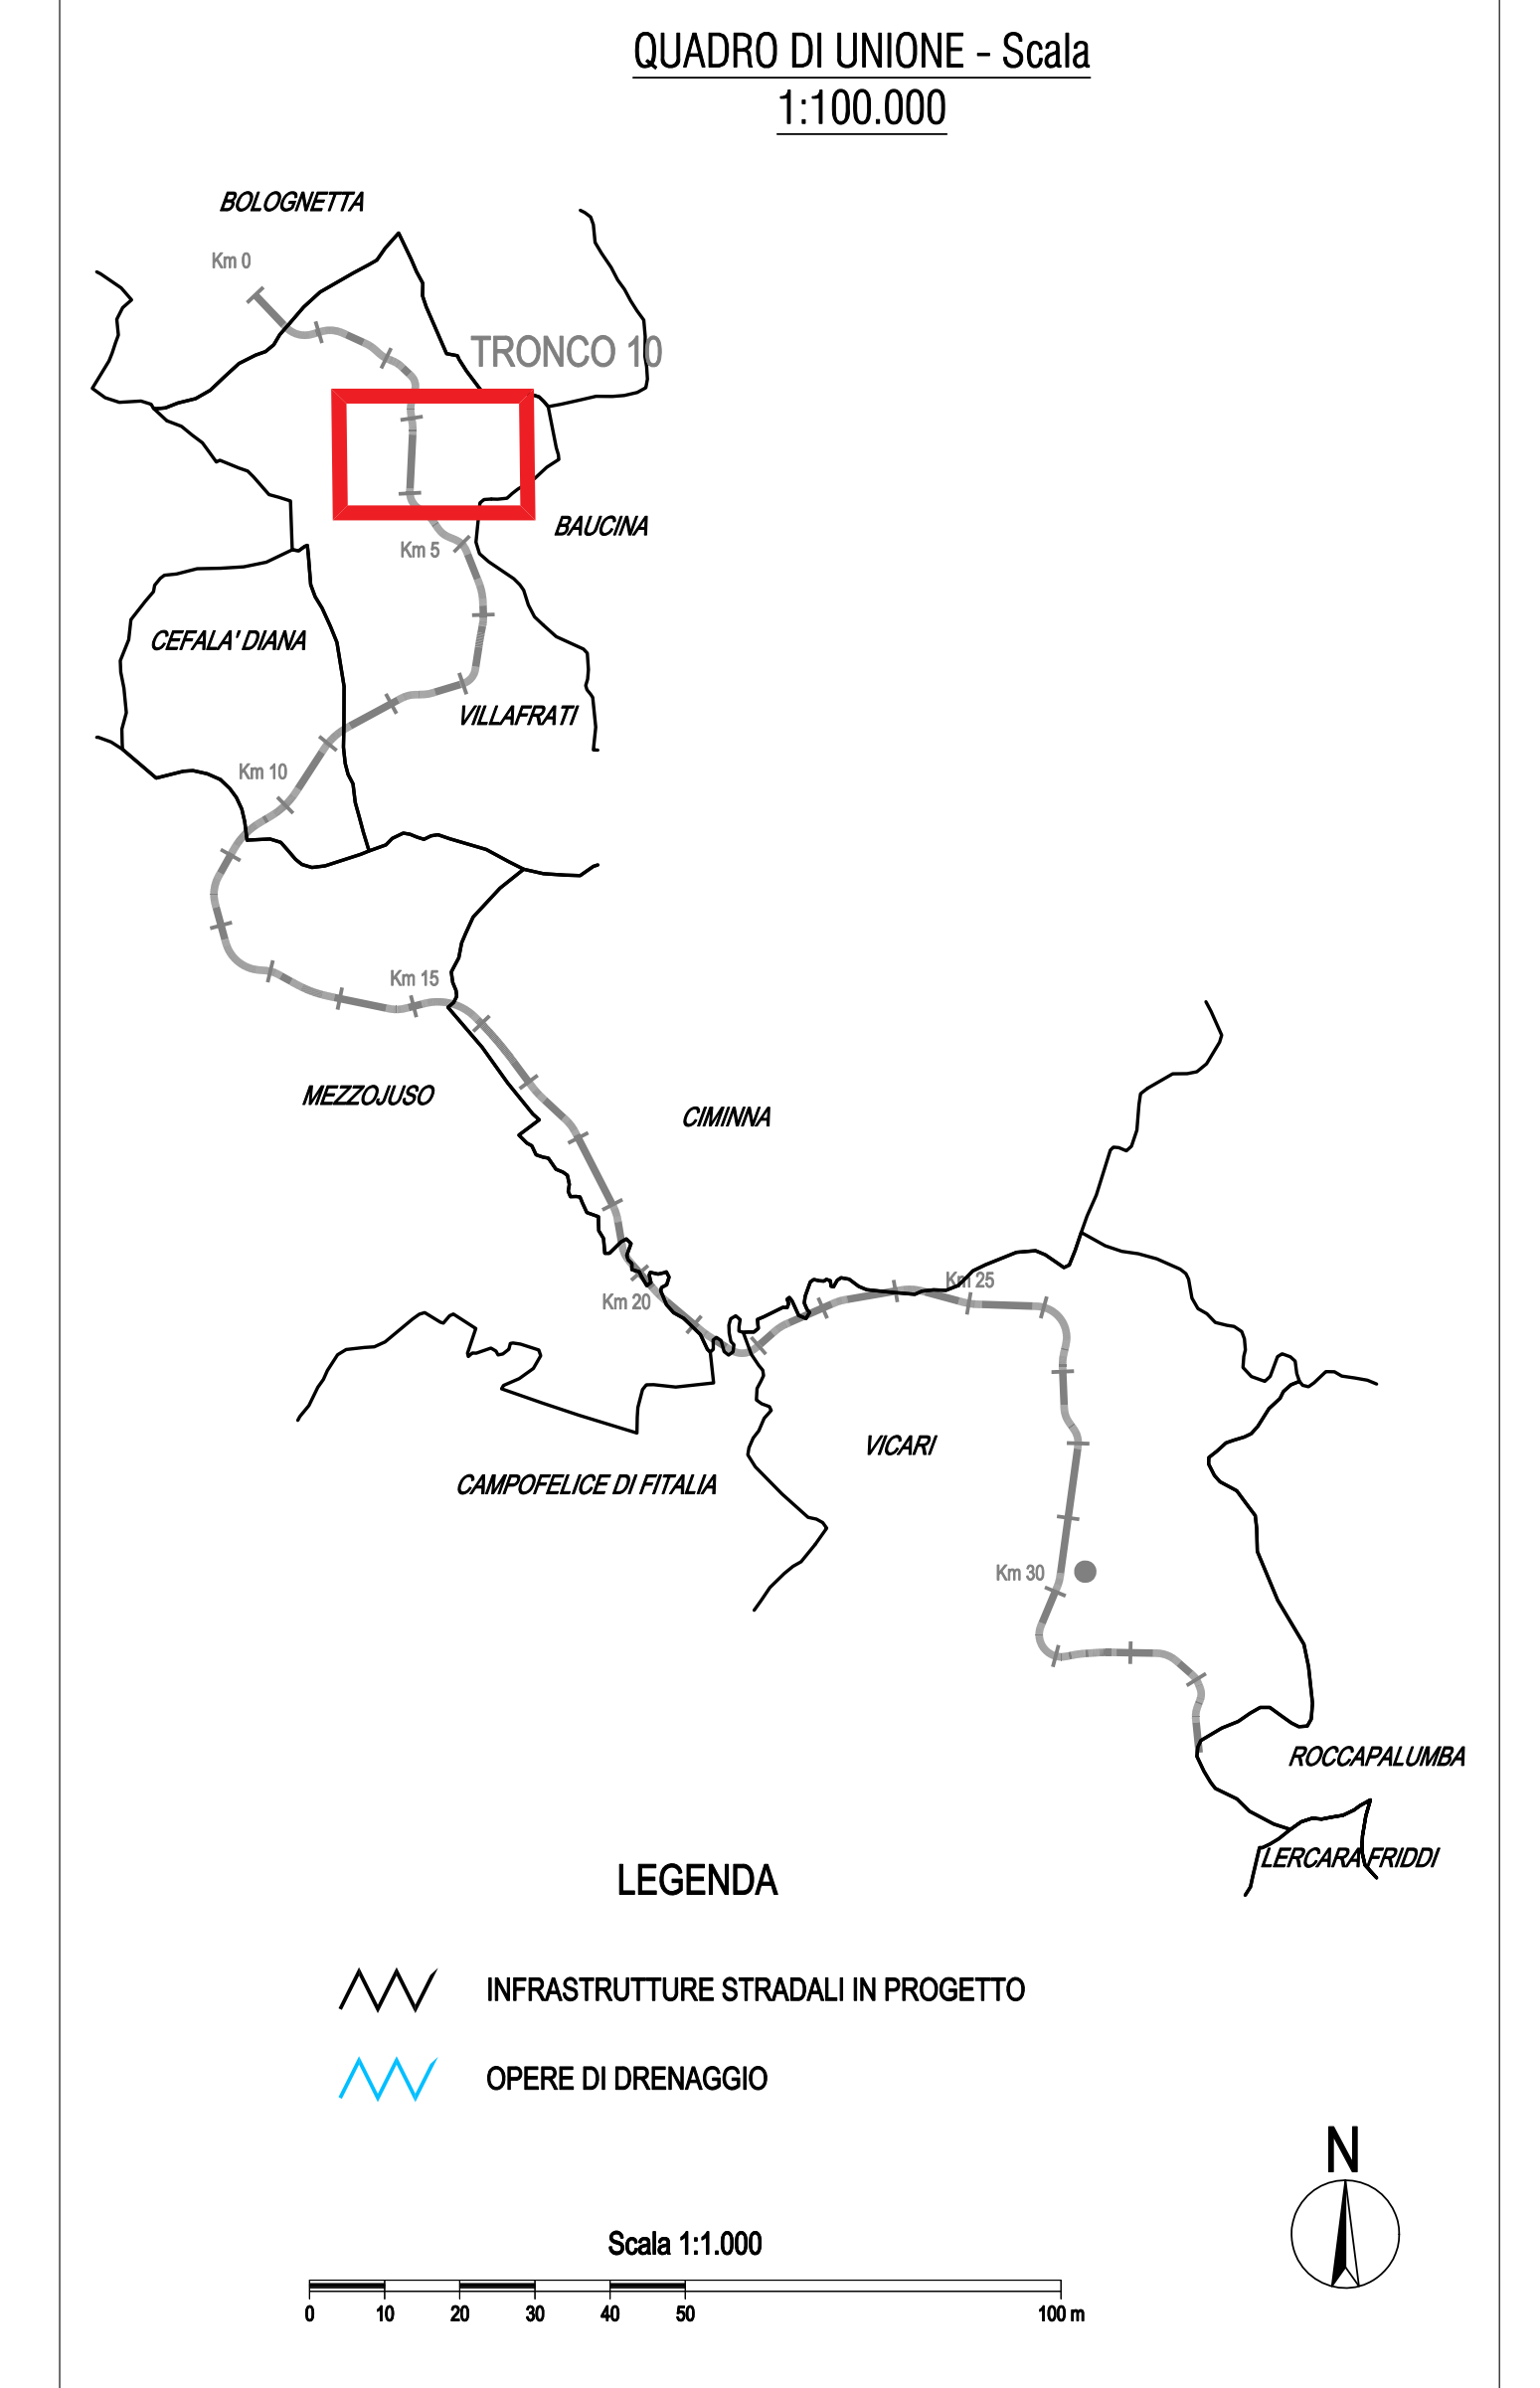 QUADRO DI UNIONE - Scala
1:100.000
BOLOGNETTA
Km 0
TRONCO 10
BAUCINA
Km 5
CEFALA' DIANA
VILLAFRATI
Km 10
Km 15
MEZZOJUSO
CIMINNA
Km 25
Km 20
VICARI
CAMPOFELICE DI FITALIA
Km 30
ROCCAPALUMBA
LERCARA FRIDDI
LEGENDA
INFRASTRUTTURE STRADALI IN PROGETTO
OPERE DI DRENAGGIO
N
Scala 1:1.000
0 10 20 30 40 50 100 m